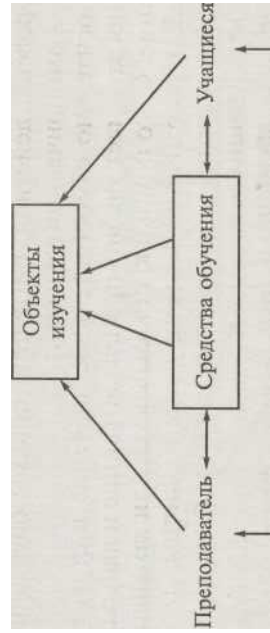 Объекты
изучения
Преподаватель
Средства обучения
Учащиеся